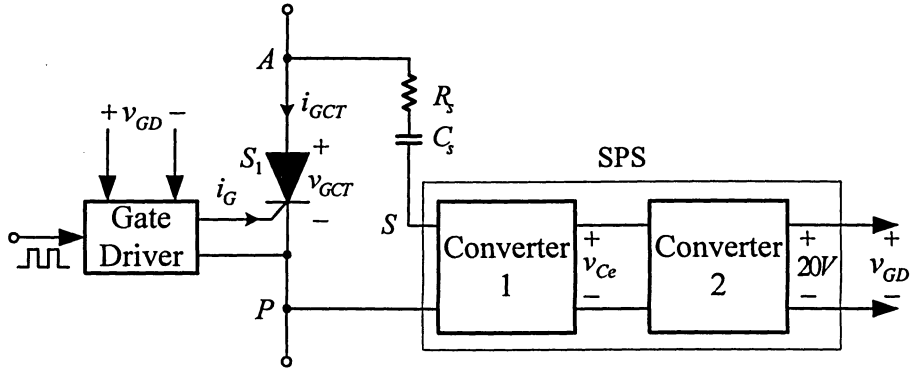 A
i_GCT
R_s
C_s
+ v_GD −
S_1
+
v_GCT
−
SPS
i_G
Gate
Driver
S
Converter
1
+
v_Ce
−
Converter
2
+
20V
−
+
v_GD
−
P